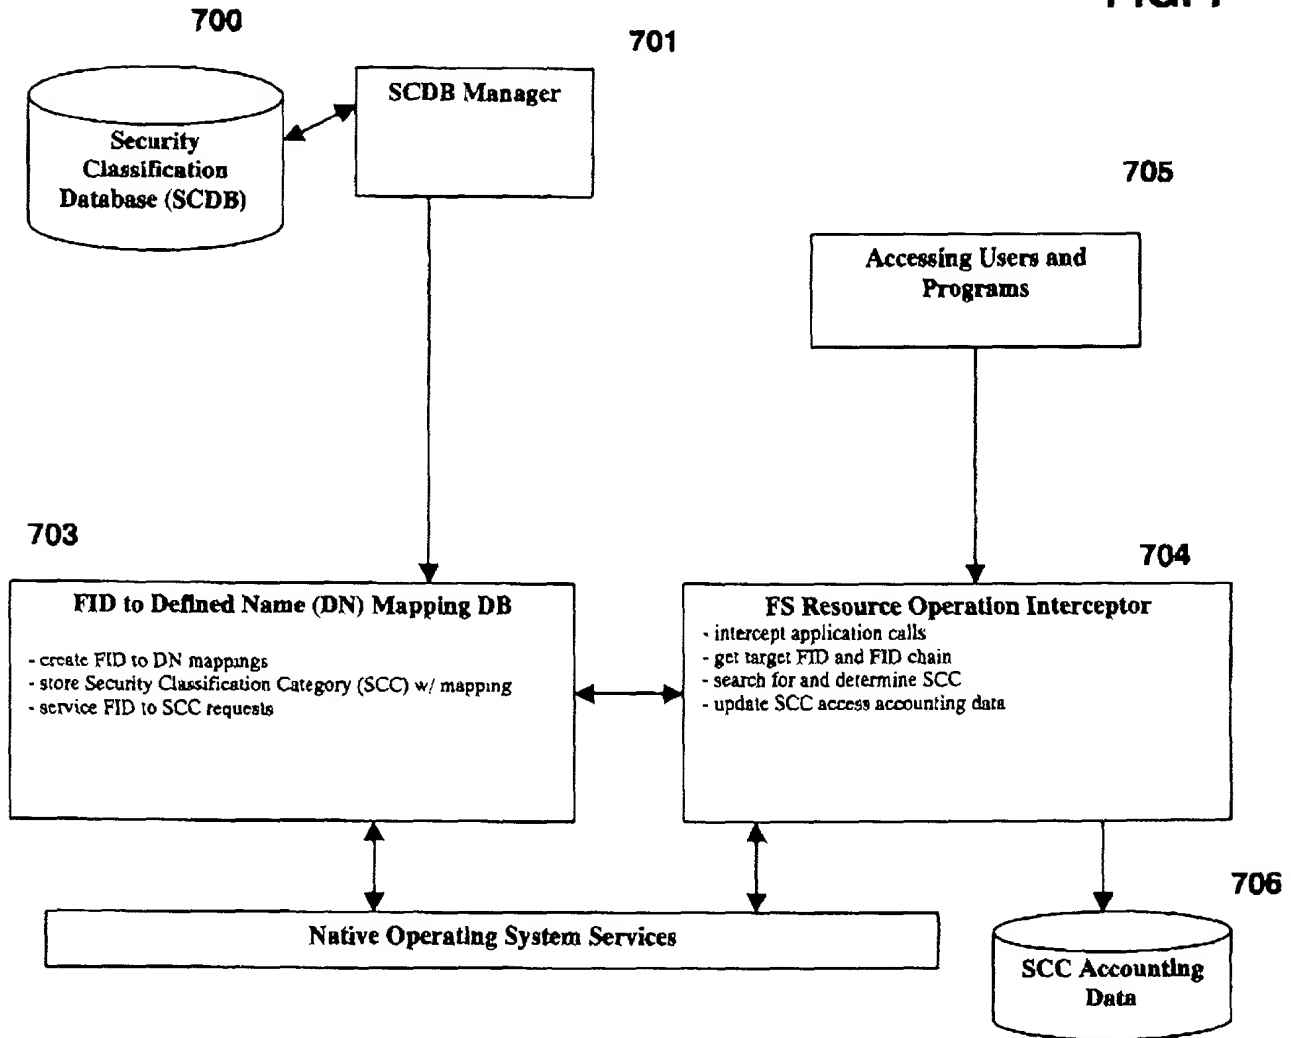 700
701
SCDB Manager
Security
Classification
Database (SCDB)
705
Accessing Users and
Programs
703
704
FID to Defined Name (DN) Mapping DB
- create FID to DN mappings
- store Security Classification Category (SCC) w/ mapping
- service FID to SCC requests
FS Resource Operation Interceptor
- intercept application calls
- get target FID and FID chain
- search for and determine SCC
- update SCC access accounting data
706
Native Operating System Services
SCC Accounting
Data